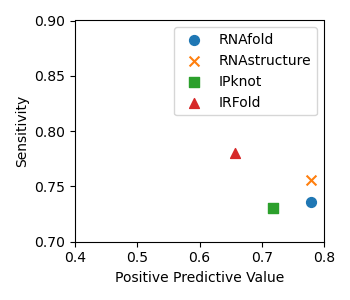 0.90
0.85
0.80
0.75
0.70
Sensitivity
RNAfold
RNAstructure
IPknot
IRFold
0.4 0.5 0.6 0.7 0.8
Positive Predictive Value